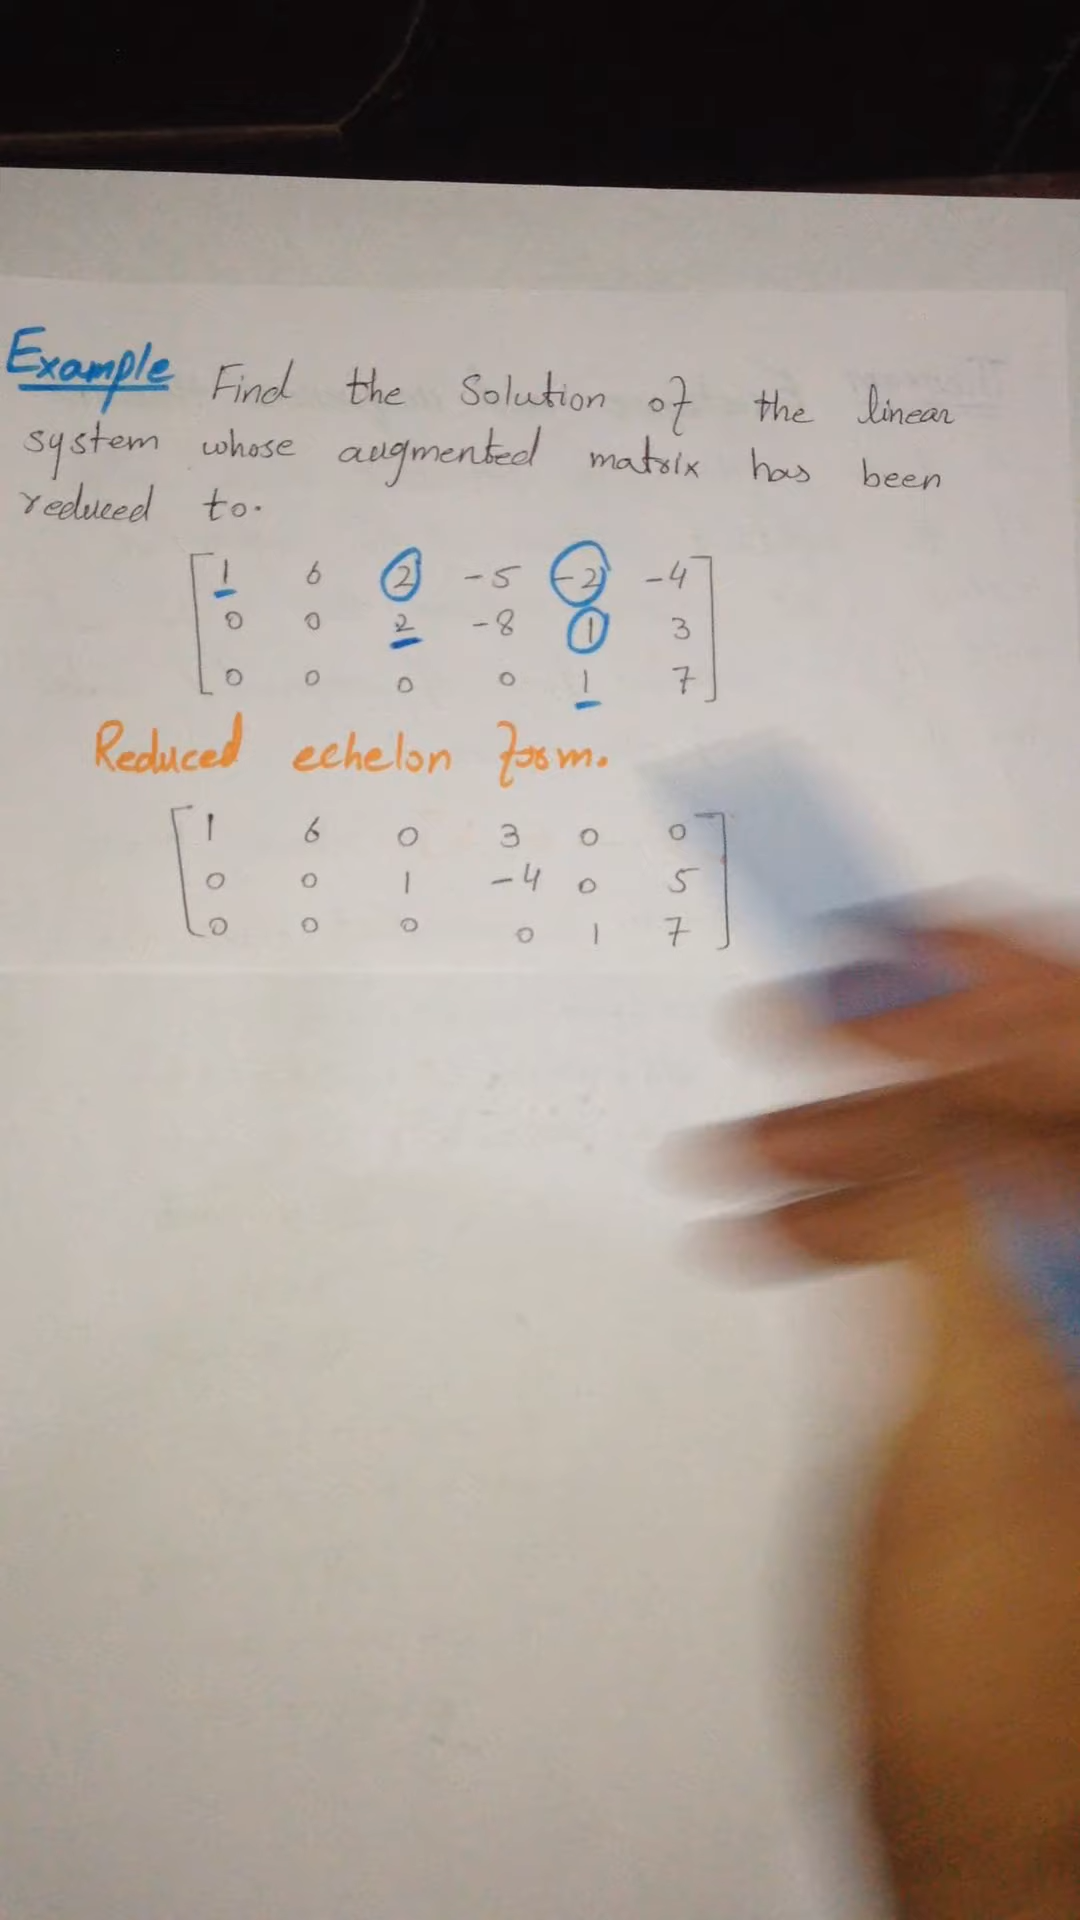 Example Find the Solution of the linear
system whose augmented matrix has been
reduced to.
1 6 2 -5 -2 -4
0 0 2 -8 1 3
0 0 0 0 1 7
Reduced echelon form.
1 6 0 3 0 0
0 0 1 -4 0 5
0 0 0 0 1 7